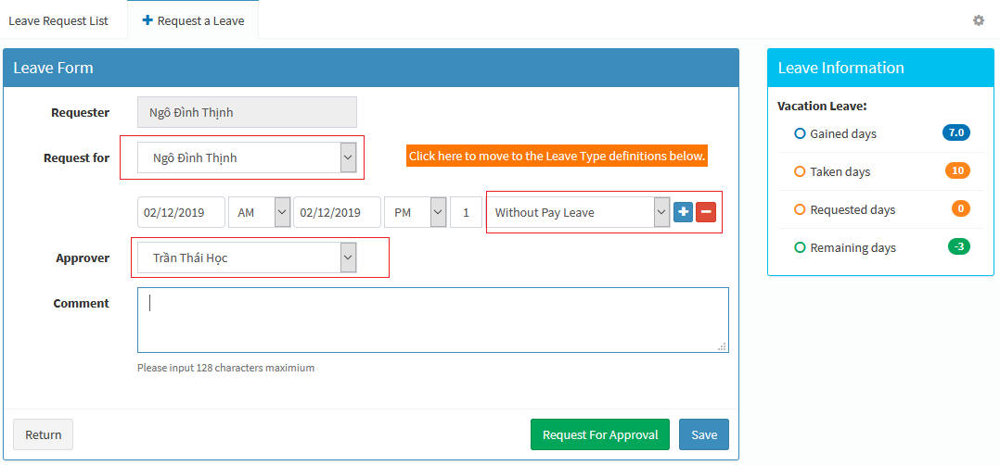 Leave Request List
Request a Leave
Leave Form
Requester Ngô Đình Thịnh
Request for Ngô Đình Thịnh Click here to move to the Leave Type definitions below.
02/12/2019 AM 02/12/2019 PM 1 Without Pay Leave
Approver Trần Thái Học
Comment
Please input 128 characters maximium
Return Request For Approval Save
Leave Information
Vacation Leave:
Gained days 7.0
Taken days 10
Requested days 0
Remaining days -3